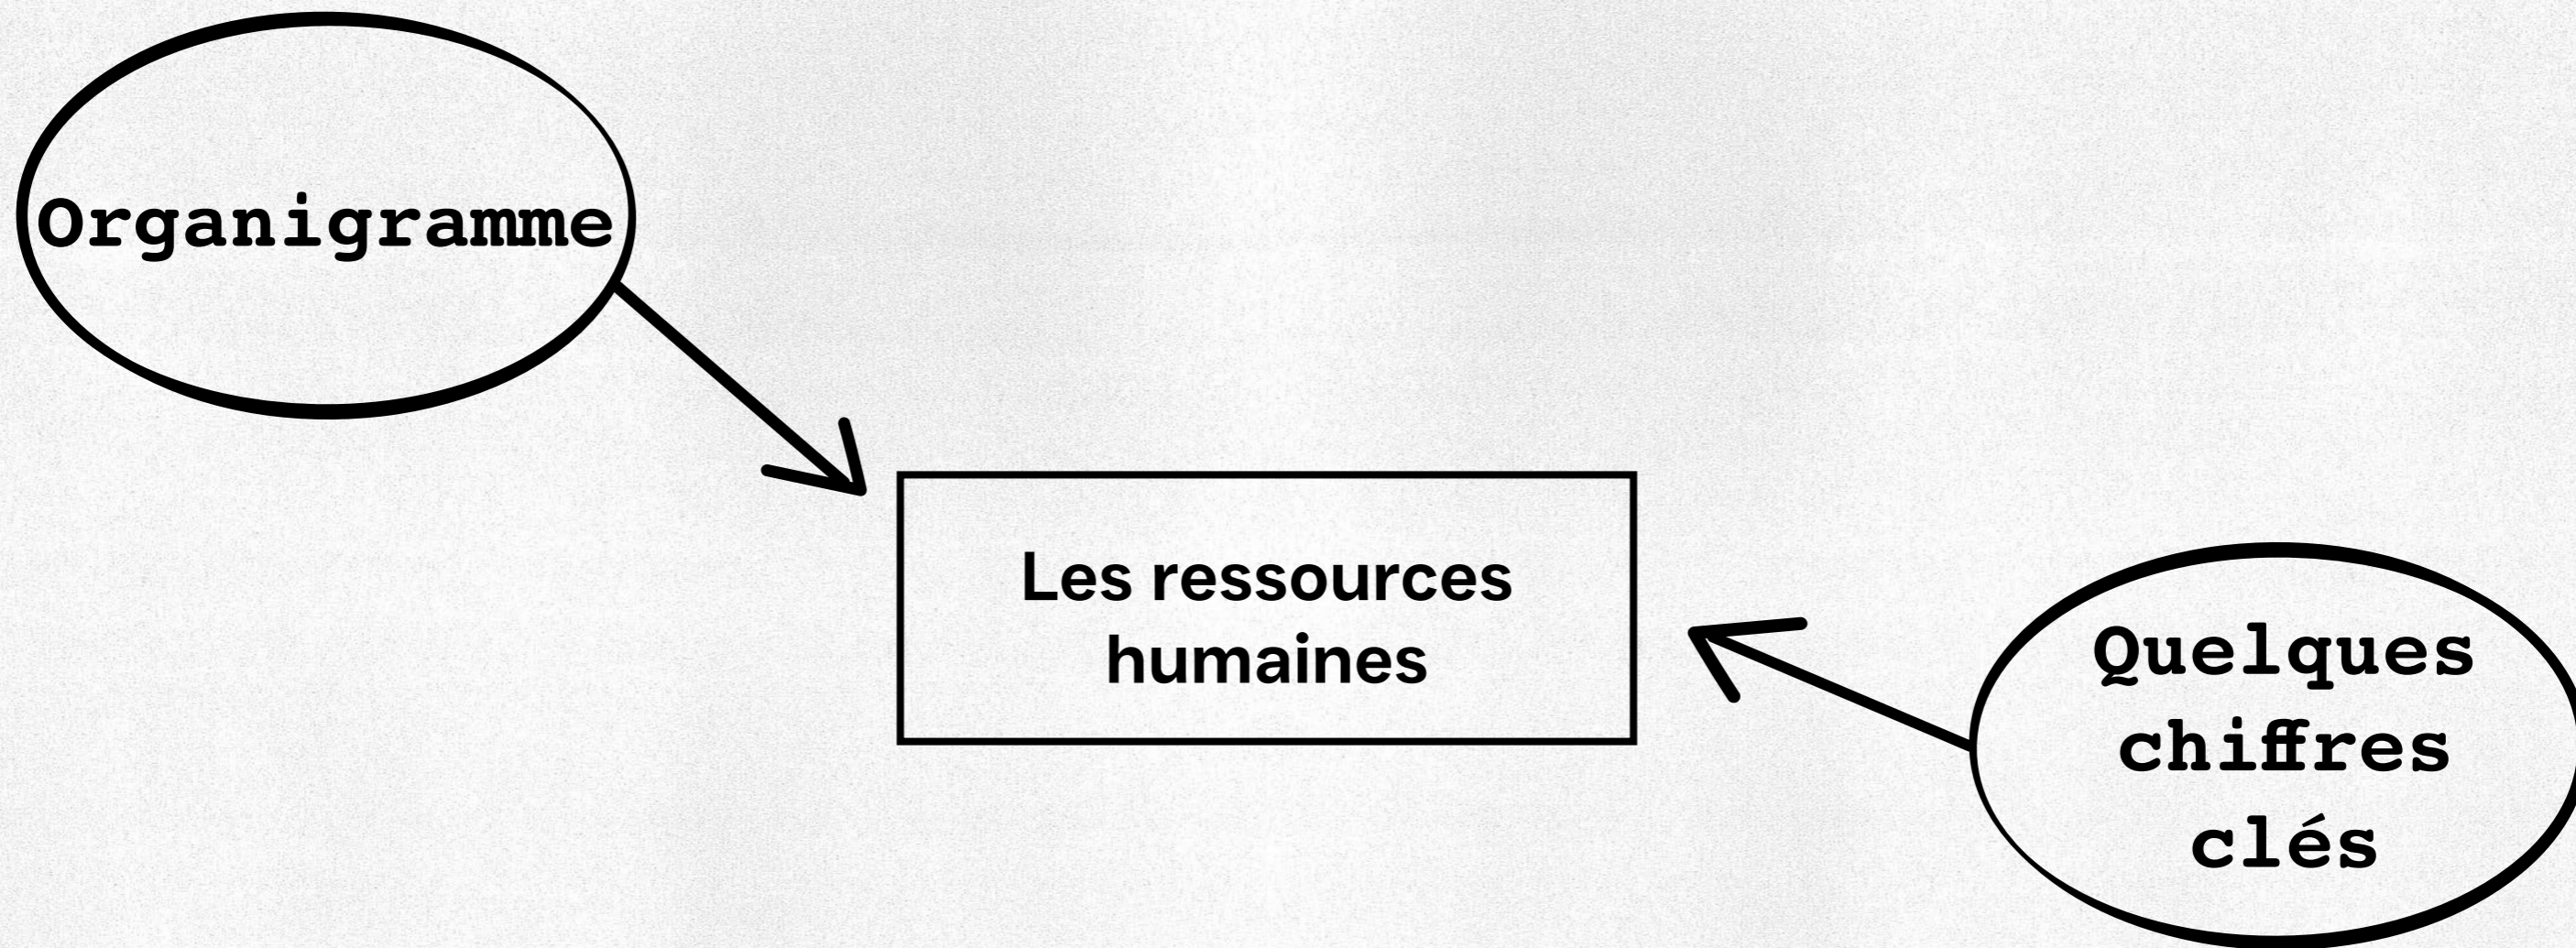 Organigramme
Les ressources
humaines
Quelques
chiffres
clés